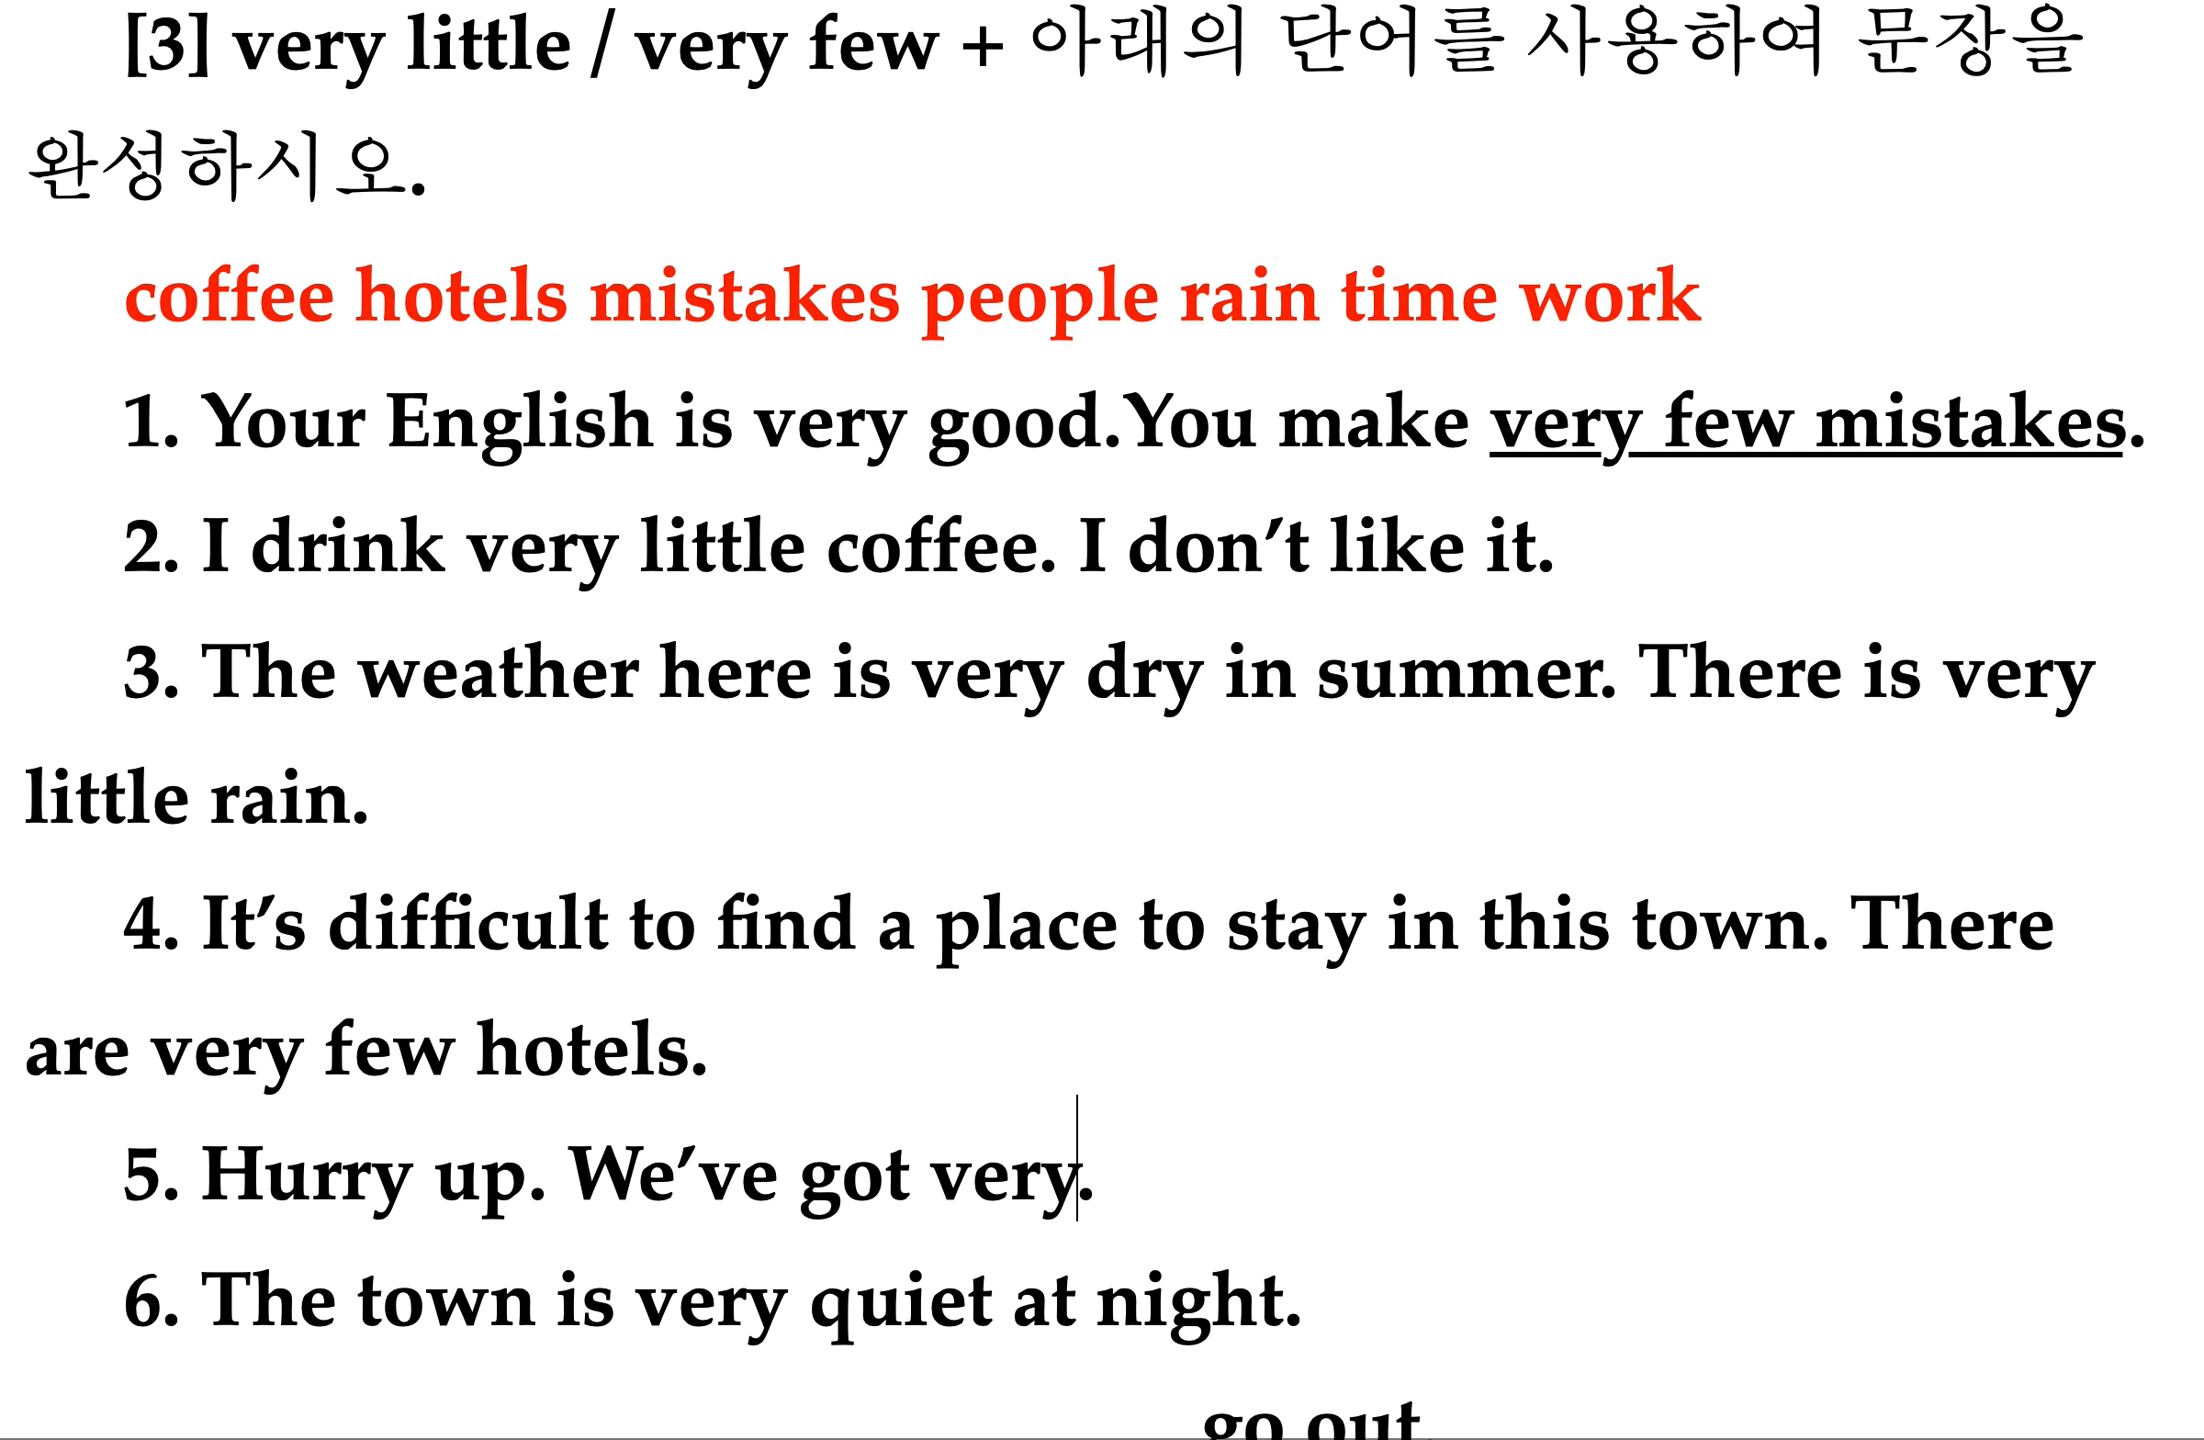 [3] very little / very few + 아래의 단어를 사용하여 문장을
완성하시오.
coffee hotels mistakes people rain time work
1. Your English is very good.You make very few mistakes.
2. I drink very little coffee. I don’t like it.
3. The weather here is very dry in summer. There is very
little rain.
4. It’s difficult to find a place to stay in this town. There
are very few hotels.
5. Hurry up. We’ve got very.
6. The town is very quiet at night.
go out.